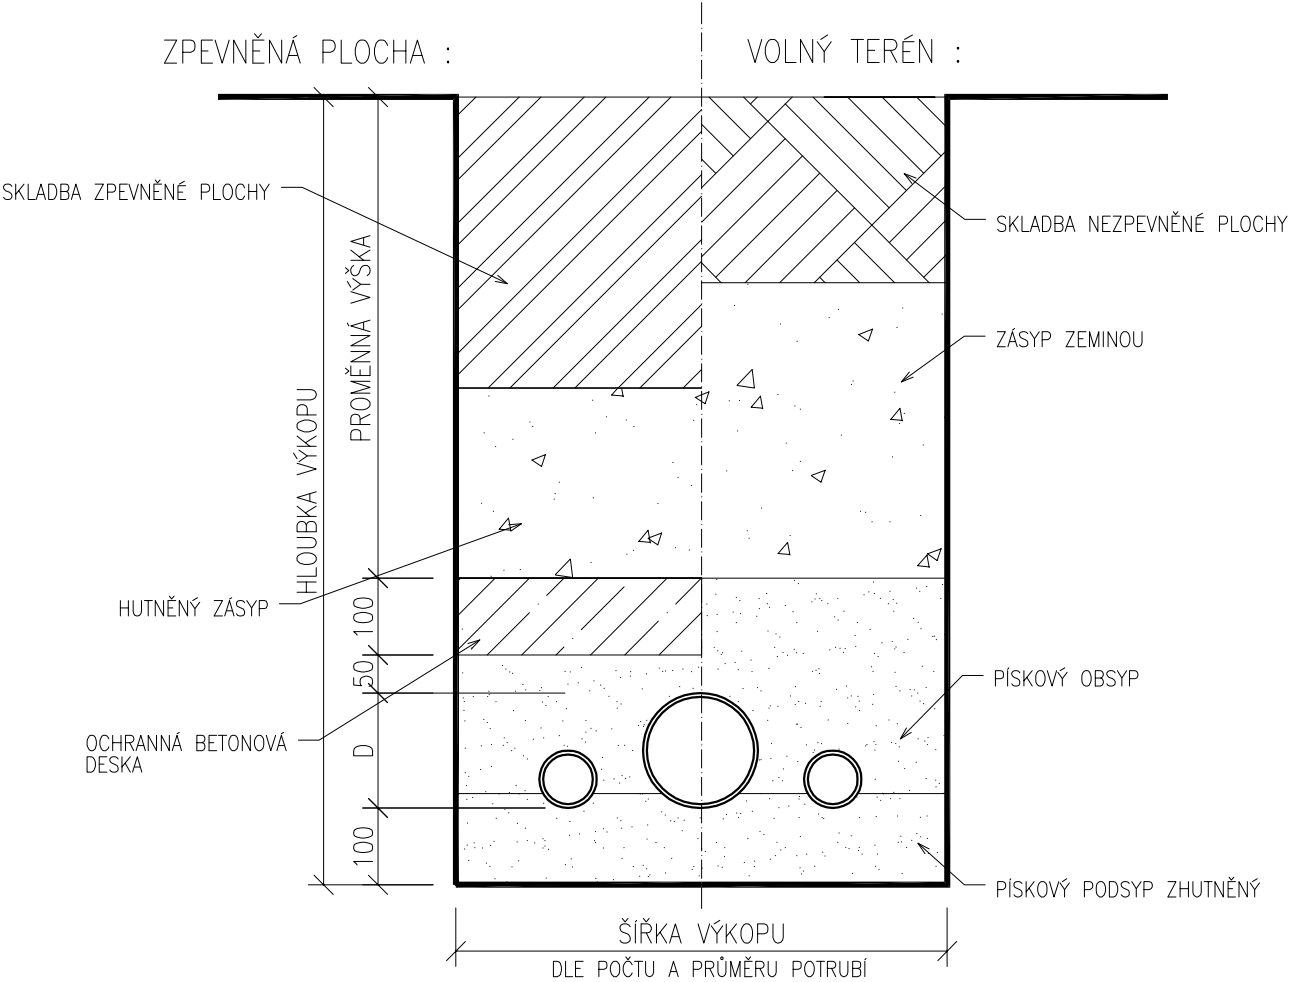 ZPEVNĚNÁ PLOCHA :
VOLNÝ TERÉN :
SKLADBA ZPEVNĚNÉ PLOCHY
SKLADBA NEZPEVNĚNÉ PLOCHY
PROMĚNNÁ VÝŠKA
ZÁSYP ZEMINOU
HLOUBKA VÝKOPU
HUTNĚNÝ ZÁSYP
100
50
PÍSKOVÝ OBSYP
OCHRANNÁ BETONOVÁ
DESKA
D
100
PÍSKOVÝ PODSYP ZHUTNĚNÝ
ŠÍŘKA VÝKOPU
DLE POČTU A PRŮMĚRU POTRUBÍ